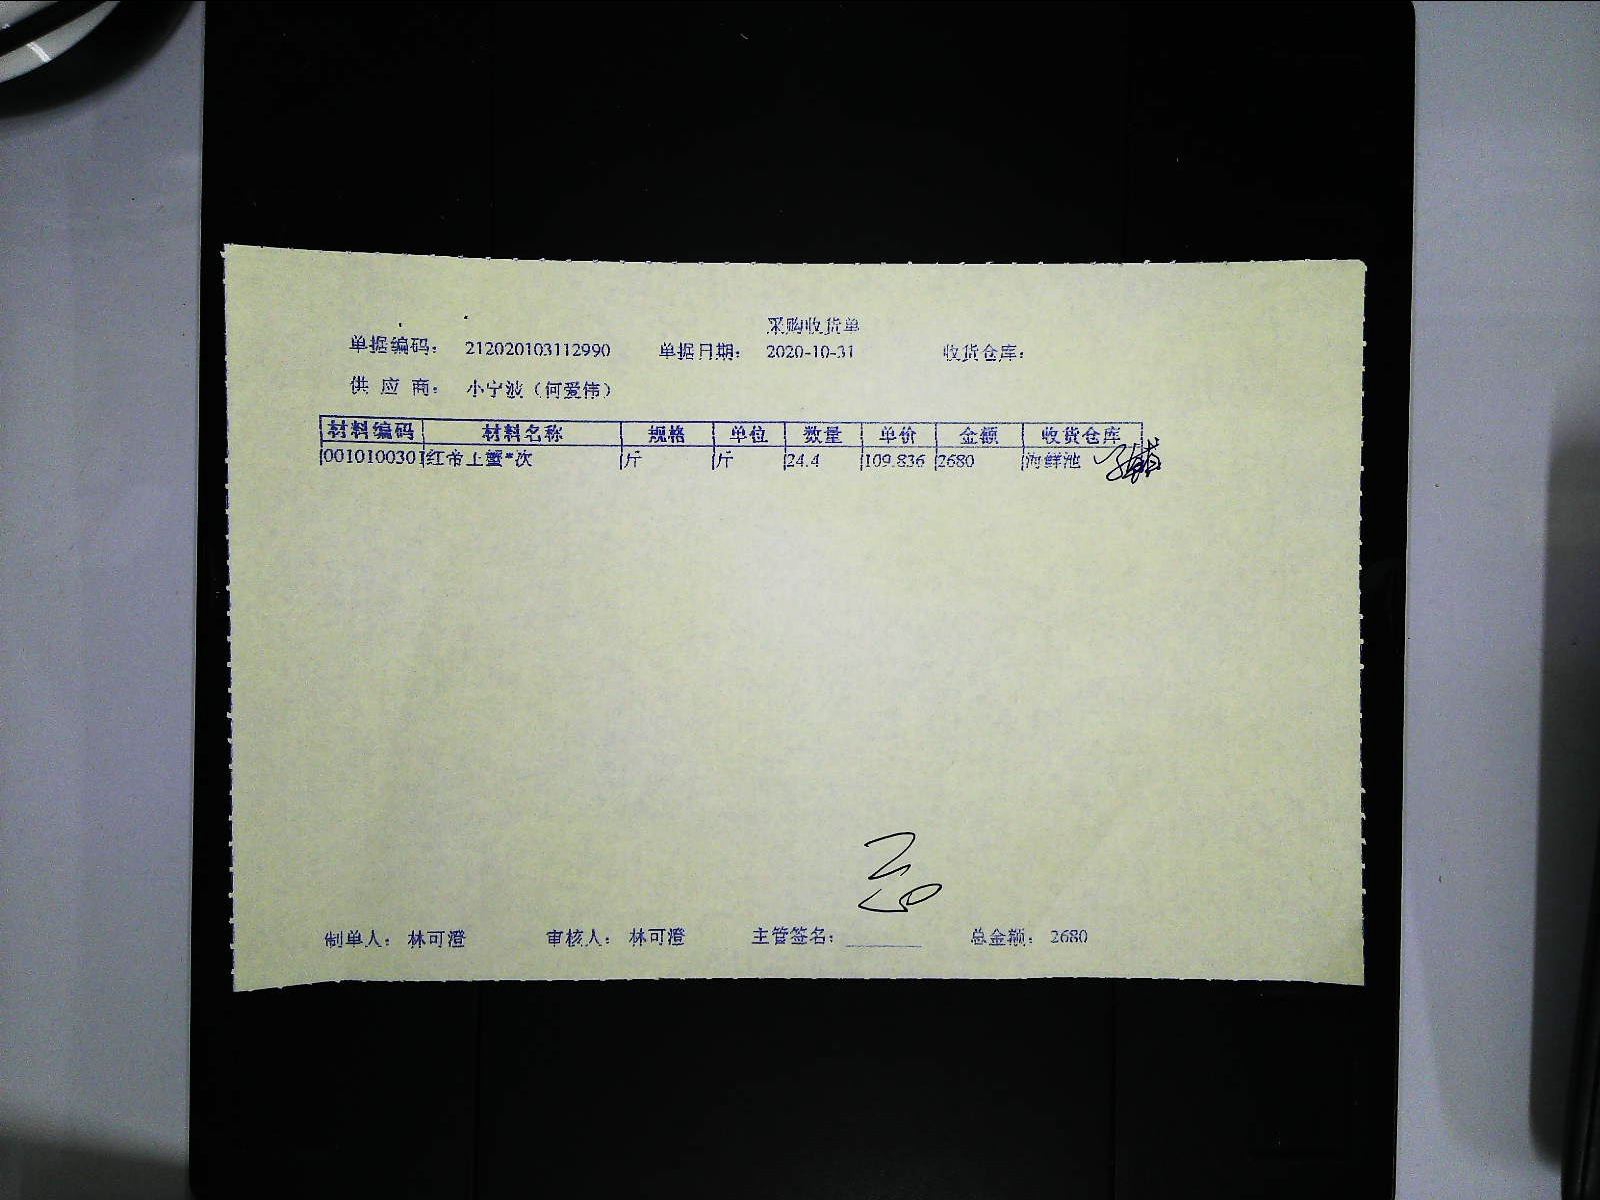 采购收货单
单据编码： 212020103112990 单据日期： 2020-10-31 收货仓库：
供 应 商： 小宁波（何爱伟）
材料编码 材料名称 规格 单位 数量 单价 金额 收货仓库
0010100301 红帝王蟹*次 斤 斤 24.4 109.836 2680 海鲜池
制单人： 林可澄 审核人： 林可澄 主管签名： 总金额： 2680